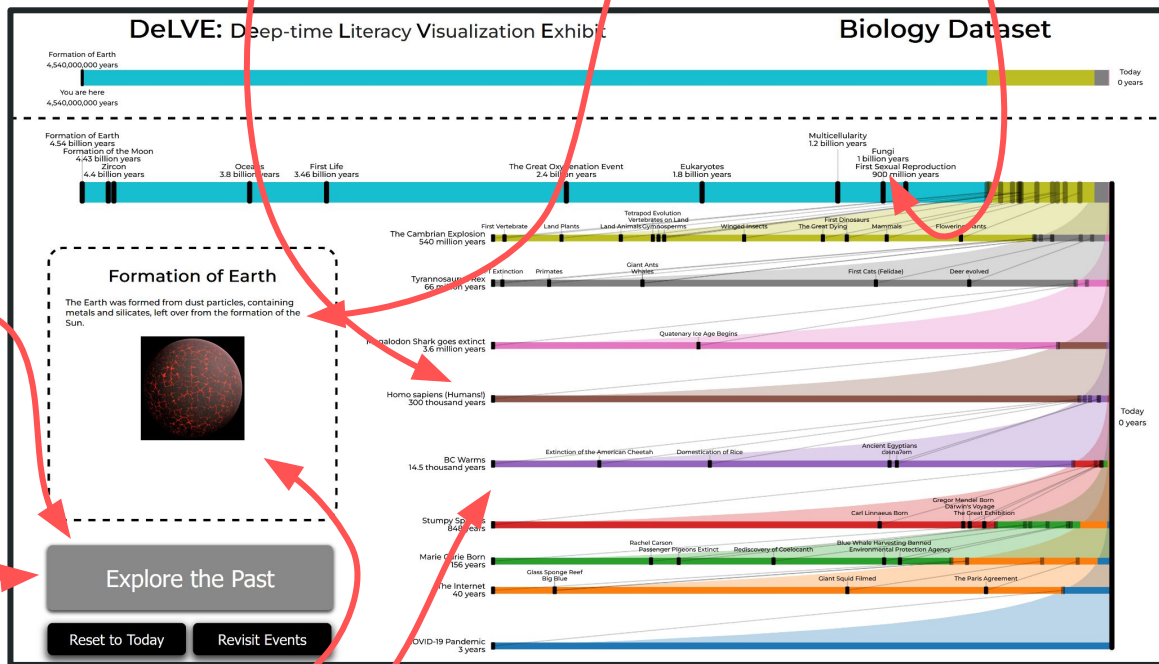 DeLVE: Deep-time Literacy Visualization Exhibit
Biology Dataset
Formation of Earth
4,540,000,000 years
You are here
4,540,000,000 years
Today
0 years
Formation of Earth
4.54 billion years
Formation of the Moon
4.43 billion years
Zircon
4.4 billion years
Oceans
3.8 billion years
First Life
3.46 billion years
The Great Oxygenation Event
2.4 billion years
Eukaryotes
1.8 billion years
Multicellularity
1.2 billion years
Fungi
1 billion years
First Sexual Reproduction
900 million years
The Cambrian Explosion
540 million years
First Vertebrate
Land Plants
Land Animals
Tetrapod Evolution
Vertebrates on Land
Gymnosperms
Winged Insects
The Great Dying
First Dinosaurs
Mammals
Flowering Plants
Tyrannosaurus Rex
66 million years
Extinction
Primates
Giant Ants
Whales
First Cats (Felidae)
Deer evolved
Megalodon Shark goes extinct
3.6 million years
Quatenary Ice Age Begins
Homo sapiens (Humans!)
300 thousand years
BC Warms
14.5 thousand years
Extinction of the American Cheetah
Domestication of Rice
Ancient Egyptians
Stumpy
848 years
Carl Linnaeus Born
Gregor Mendel Born
Darwin's Voyage
The Great Exhibition
Marie Curie Born
156 years
Rachel Carson
Passenger Pigeons Extinct
Rediscovery of Coelocanth
Blue Whale Harvesting Banned
Environmental Protection Agency
The Internet
40 years
Glass Sponge Reef
Big Blue
Giant Squid Filmed
The Paris Agreement
COVID-19 Pandemic
3 years
Today
0 years
Formation of Earth
The Earth was formed from dust particles, containing
metals and silicates, left over from the formation of the
Sun.
Explore the Past
Reset to Today
Revisit Events